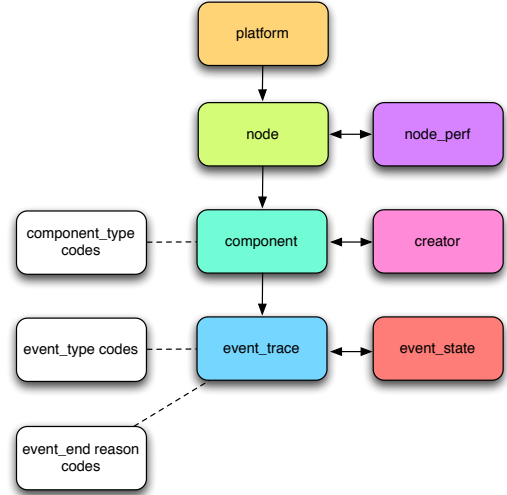 platform
node
node_perf
component_type
codes
component
creator
event_type codes
event_trace
event_state
event_end reason
codes